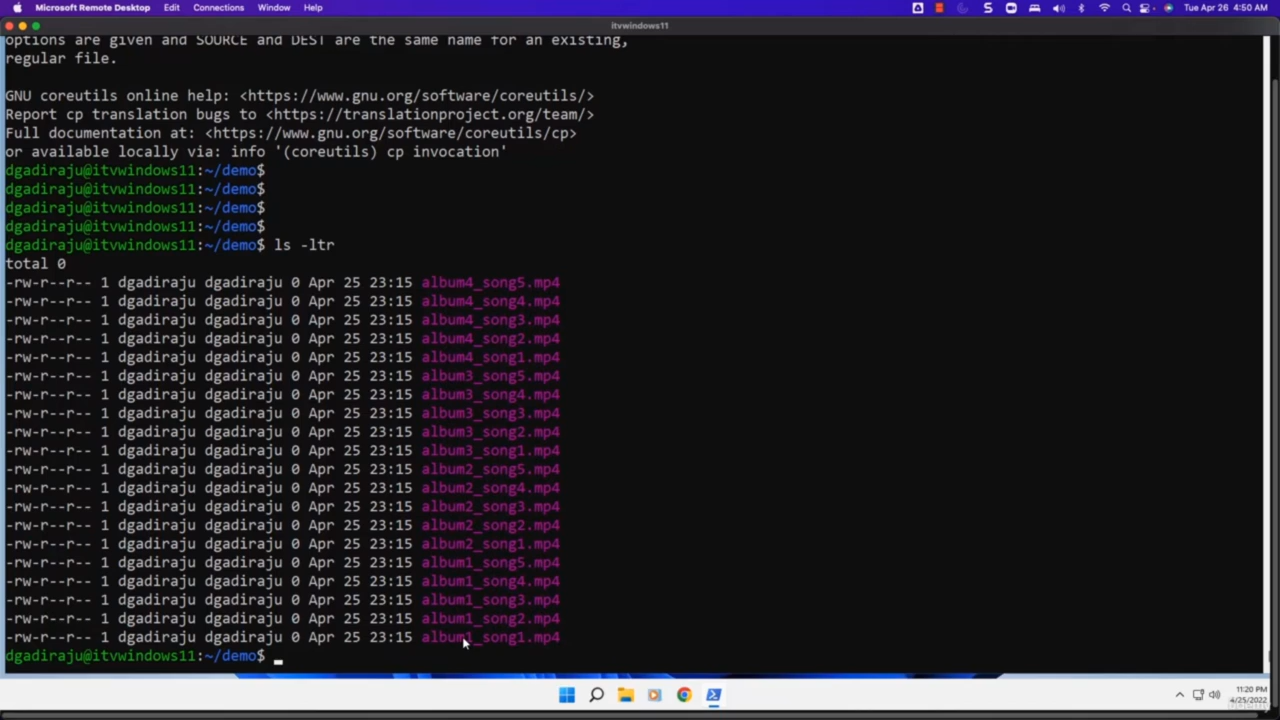 Microsoft Remote Desktop Edit Connections Window Help Tue Apr 26 4:50 AM
itvwindows11
options are given and SOURCE and DEST are the same name for an existing,
regular file.
GNU coreutils online help: <https://www.gnu.org/software/coreutils/>
Report cp translation bugs to <https://translationproject.org/team/>
Full documentation at: <https://www.gnu.org/software/coreutils/cp>
or available locally via: info '(coreutils) cp invocation'
dgadiraju@itvwindows11:~/demo$
dgadiraju@itvwindows11:~/demo$
dgadiraju@itvwindows11:~/demo$
dgadiraju@itvwindows11:~/demo$
dgadiraju@itvwindows11:~/demo$ ls -ltr
total 0
-rw-r--r-- 1 dgadiraju dgadiraju 0 Apr 25 23:15 album4_song5.mp4
-rw-r--r-- 1 dgadiraju dgadiraju 0 Apr 25 23:15 album4_song4.mp4
-rw-r--r-- 1 dgadiraju dgadiraju 0 Apr 25 23:15 album4_song3.mp4
-rw-r--r-- 1 dgadiraju dgadiraju 0 Apr 25 23:15 album4_song2.mp4
-rw-r--r-- 1 dgadiraju dgadiraju 0 Apr 25 23:15 album4_song1.mp4
-rw-r--r-- 1 dgadiraju dgadiraju 0 Apr 25 23:15 album3_song5.mp4
-rw-r--r-- 1 dgadiraju dgadiraju 0 Apr 25 23:15 album3_song4.mp4
-rw-r--r-- 1 dgadiraju dgadiraju 0 Apr 25 23:15 album3_song3.mp4
-rw-r--r-- 1 dgadiraju dgadiraju 0 Apr 25 23:15 album3_song2.mp4
-rw-r--r-- 1 dgadiraju dgadiraju 0 Apr 25 23:15 album3_song1.mp4
-rw-r--r-- 1 dgadiraju dgadiraju 0 Apr 25 23:15 album2_song5.mp4
-rw-r--r-- 1 dgadiraju dgadiraju 0 Apr 25 23:15 album2_song4.mp4
-rw-r--r-- 1 dgadiraju dgadiraju 0 Apr 25 23:15 album2_song3.mp4
-rw-r--r-- 1 dgadiraju dgadiraju 0 Apr 25 23:15 album2_song2.mp4
-rw-r--r-- 1 dgadiraju dgadiraju 0 Apr 25 23:15 album2_song1.mp4
-rw-r--r-- 1 dgadiraju dgadiraju 0 Apr 25 23:15 album1_song5.mp4
-rw-r--r-- 1 dgadiraju dgadiraju 0 Apr 25 23:15 album1_song4.mp4
-rw-r--r-- 1 dgadiraju dgadiraju 0 Apr 25 23:15 album1_song3.mp4
-rw-r--r-- 1 dgadiraju dgadiraju 0 Apr 25 23:15 album1_song2.mp4
-rw-r--r-- 1 dgadiraju dgadiraju 0 Apr 25 23:15 album1_song1.mp4
dgadiraju@itvwindows11:~/demo$
11:20 PM
4/25/2022